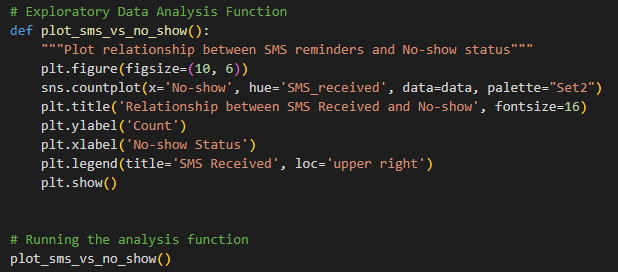 # Exploratory Data Analysis Function
def plot_sms_vs_no_show():
    """Plot relationship between SMS reminders and No-show status"""
    plt.figure(figsize=(10, 6))
    sns.countplot(x='No-show', hue='SMS_received', data=data, palette="Set2")
    plt.title('Relationship between SMS Received and No-show', fontsize=16)
    plt.ylabel('Count')
    plt.xlabel('No-show Status')
    plt.legend(title='SMS Received', loc='upper right')
    plt.show()
# Running the analysis function
plot_sms_vs_no_show()